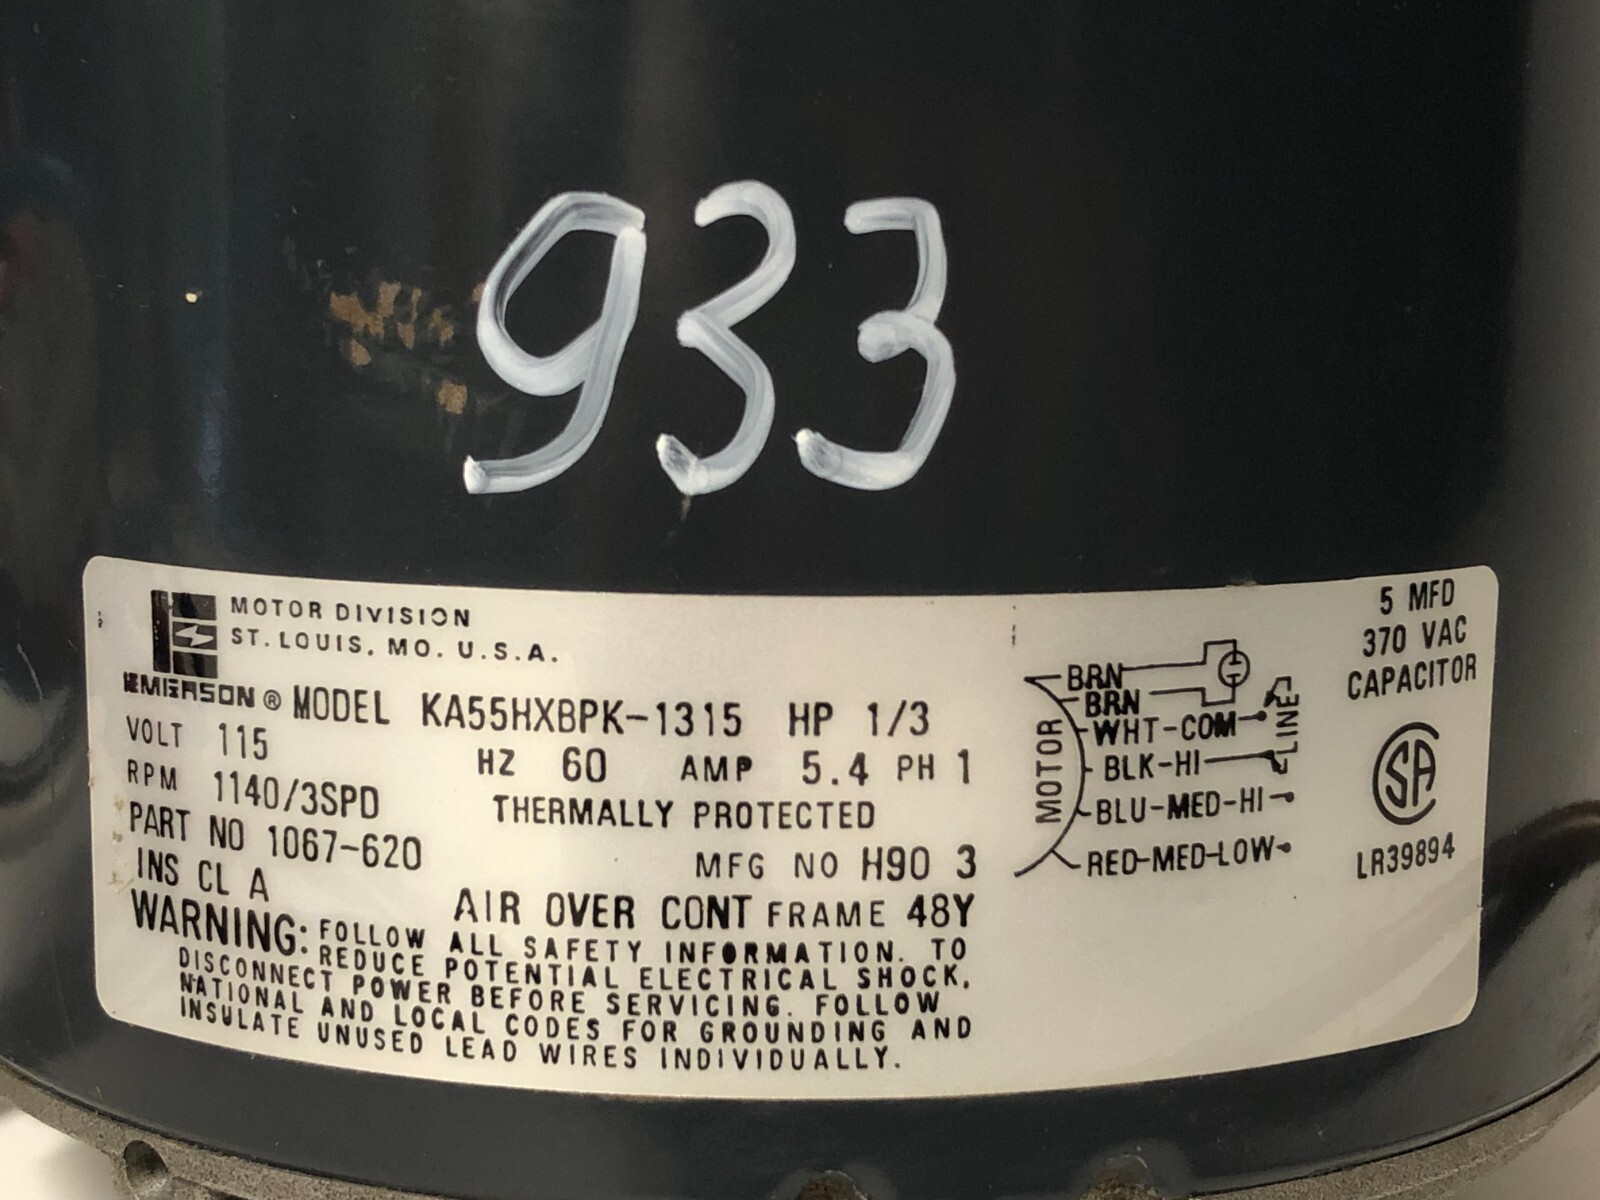 933
MOTOR DIVISION
ST. LOUIS, MO. U.S.A.
EMERSON® MODEL KA55HXBPK-1315 HP 1/3
VOLT 115 HZ 60 AMP 5.4 PH 1
RPM 1140/3SPD THERMALLY PROTECTED
PART NO 1067-620 MFG NO H90 3
INS CL A AIR OVER CONT FRAME 48Y
WARNING: FOLLOW ALL SAFETY INFORMATION. TO
REDUCE POTENTIAL ELECTRICAL SHOCK,
DISCONNECT POWER BEFORE SERVICING. FOLLOW
NATIONAL AND LOCAL CODES FOR GROUNDING AND
INSULATE UNUSED LEAD WIRES INDIVIDUALLY.
MOTOR
BRN
BRN
WHT-COM
BLK-HI
BLU-MED-HI
RED-MED-LOW
LINE
5 MFD
370 VAC
CAPACITOR
SA
LR39894